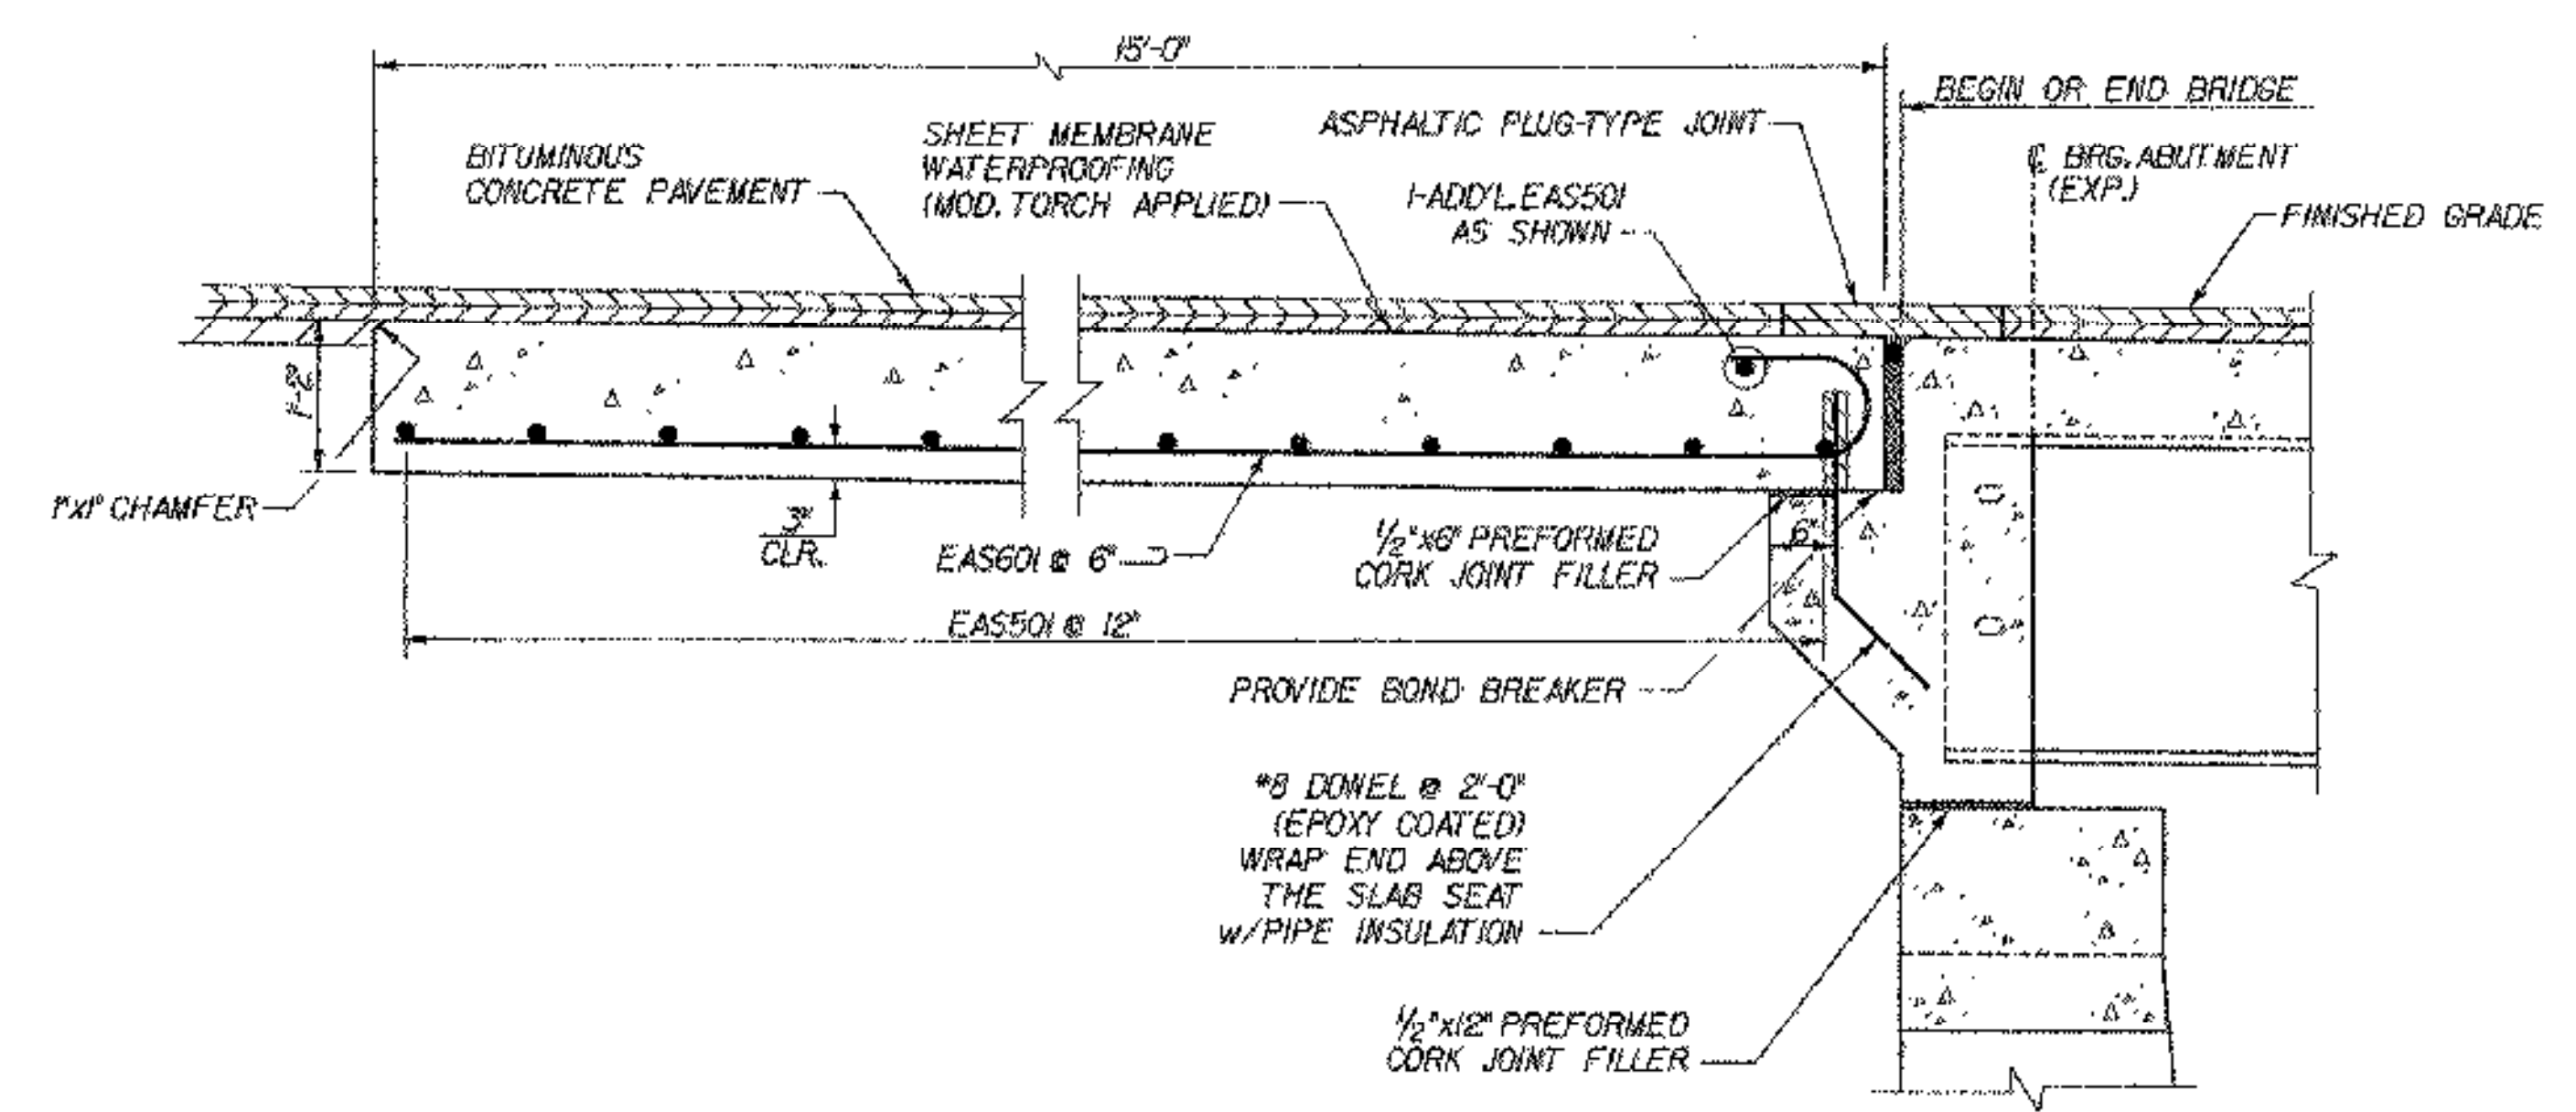 15'-0"
BEGIN OR END BRIDGE
SHEET MEMBRANE
WATERPROOFING
(MOD. TORCH APPLIED)
ASPHALTIC PLUG-TYPE JOINT
BITUMINOUS
CONCRETE PAVEMENT
℄ BRG. ABUTMENT
(EXP.)
1-ADD'L. EAS501
AS SHOWN
FINISHED GRADE
1'-2"
1"x1" CHAMFER
3"
CLR.
EAS601 @ 6"
1/2"x6" PREFORMED
CORK JOINT FILLER
6"
EAS501 @ 12"
PROVIDE BOND BREAKER
#8 DOWEL @ 2'-0"
(EPOXY COATED)
WRAP END ABOVE
THE SLAB SEAT
w/PIPE INSULATION
1/2"x12" PREFORMED
CORK JOINT FILLER